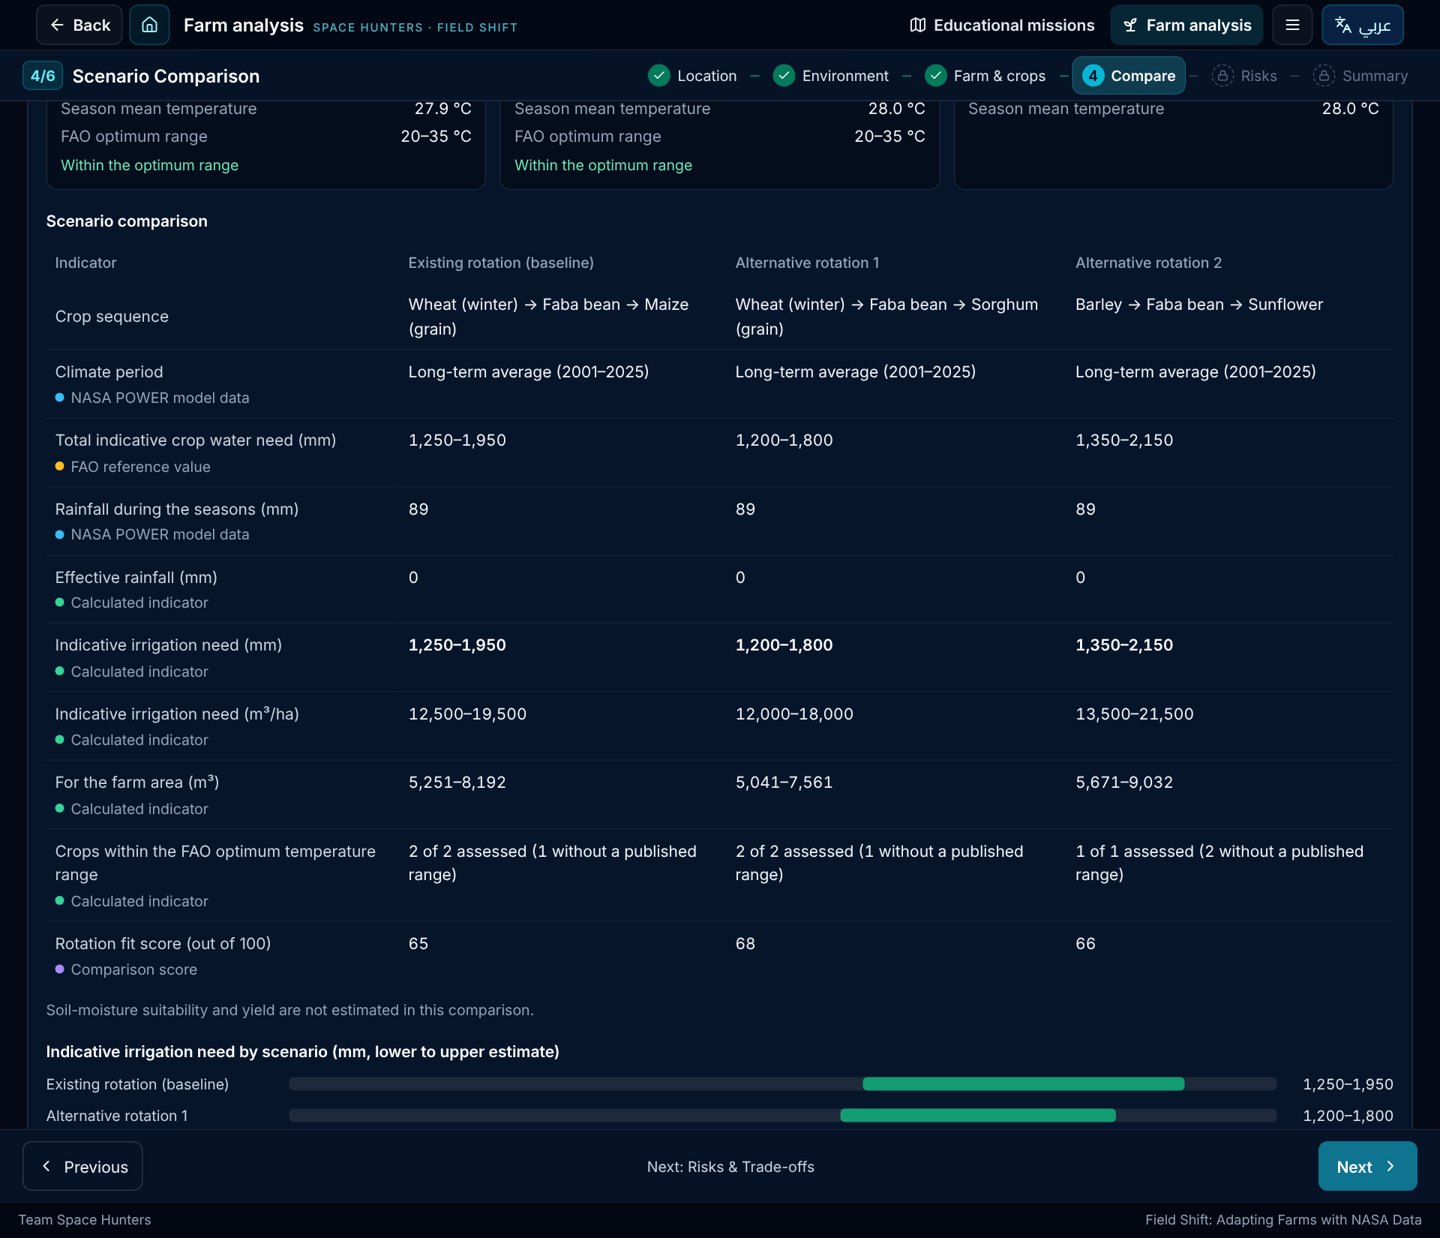 Back
Farm analysis
SPACE HUNTERS · FIELD SHIFT
Educational missions
Farm analysis
عربي
4/6
Scenario Comparison
Location
Environment
Farm & crops
4 Compare
Risks
Summary
Season mean temperature 27.9 °C
FAO optimum range 20–35 °C
Within the optimum range
Season mean temperature 28.0 °C
FAO optimum range 20–35 °C
Within the optimum range
Season mean temperature 28.0 °C
Scenario comparison
Indicator Existing rotation (baseline) Alternative rotation 1 Alternative rotation 2
Crop sequence
Wheat (winter) → Faba bean → Maize
(grain)
Wheat (winter) → Faba bean → Sorghum
(grain)
Barley → Faba bean → Sunflower
Climate period Long-term average (2001–2025) Long-term average (2001–2025) Long-term average (2001–2025)
NASA POWER model data
Total indicative crop water need (mm) 1,250–1,950 1,200–1,800 1,350–2,150
FAO reference value
Rainfall during the seasons (mm) 89 89 89
NASA POWER model data
Effective rainfall (mm) 0 0 0
Calculated indicator
Indicative irrigation need (mm) 1,250–1,950 1,200–1,800 1,350–2,150
Calculated indicator
Indicative irrigation need (m³/ha) 12,500–19,500 12,000–18,000 13,500–21,500
Calculated indicator
For the farm area (m³) 5,251–8,192 5,041–7,561 5,671–9,032
Calculated indicator
Crops within the FAO optimum temperature
range
Calculated indicator
2 of 2 assessed (1 without a published
range)
2 of 2 assessed (1 without a published
range)
1 of 1 assessed (2 without a published
range)
Rotation fit score (out of 100) 65 68 66
Comparison score
Soil-moisture suitability and yield are not estimated in this comparison.
Indicative irrigation need by scenario (mm, lower to upper estimate)
Existing rotation (baseline) 1,250–1,950
Alternative rotation 1 1,200–1,800
Previous
Next: Risks & Trade-offs
Next
Team Space Hunters
Field Shift: Adapting Farms with NASA Data